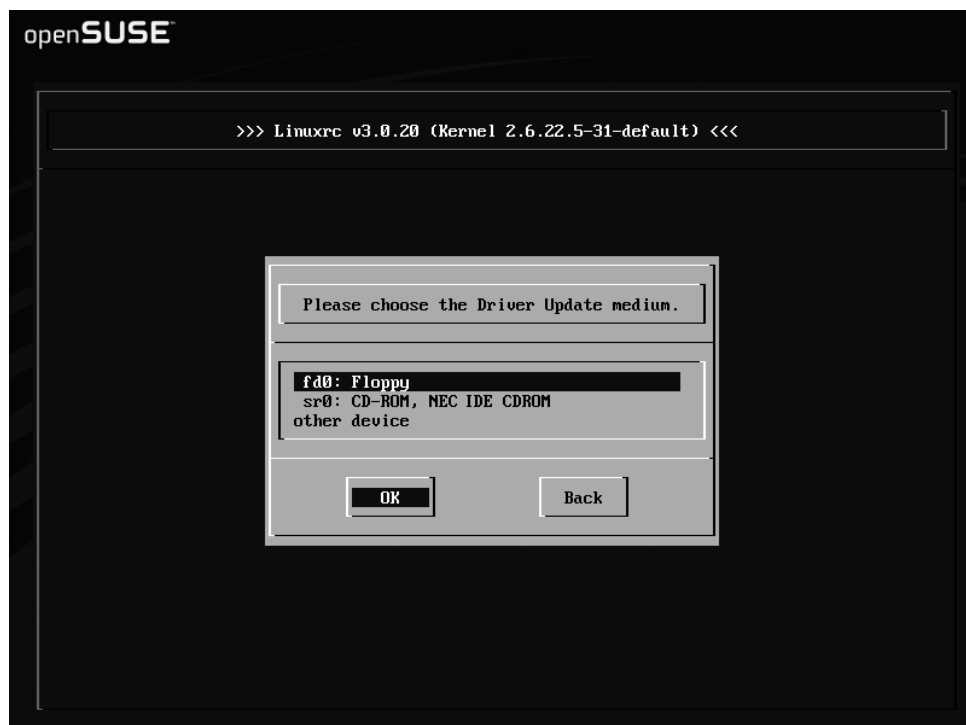 openSUSE™
>>> Linuxrc v3.0.20 (Kernel 2.6.22.5-31-default) <<<
Please choose the Driver Update medium.
fd0: Floppy
sr0: CD-ROM, NEC IDE CDROM
other device
OK
Back